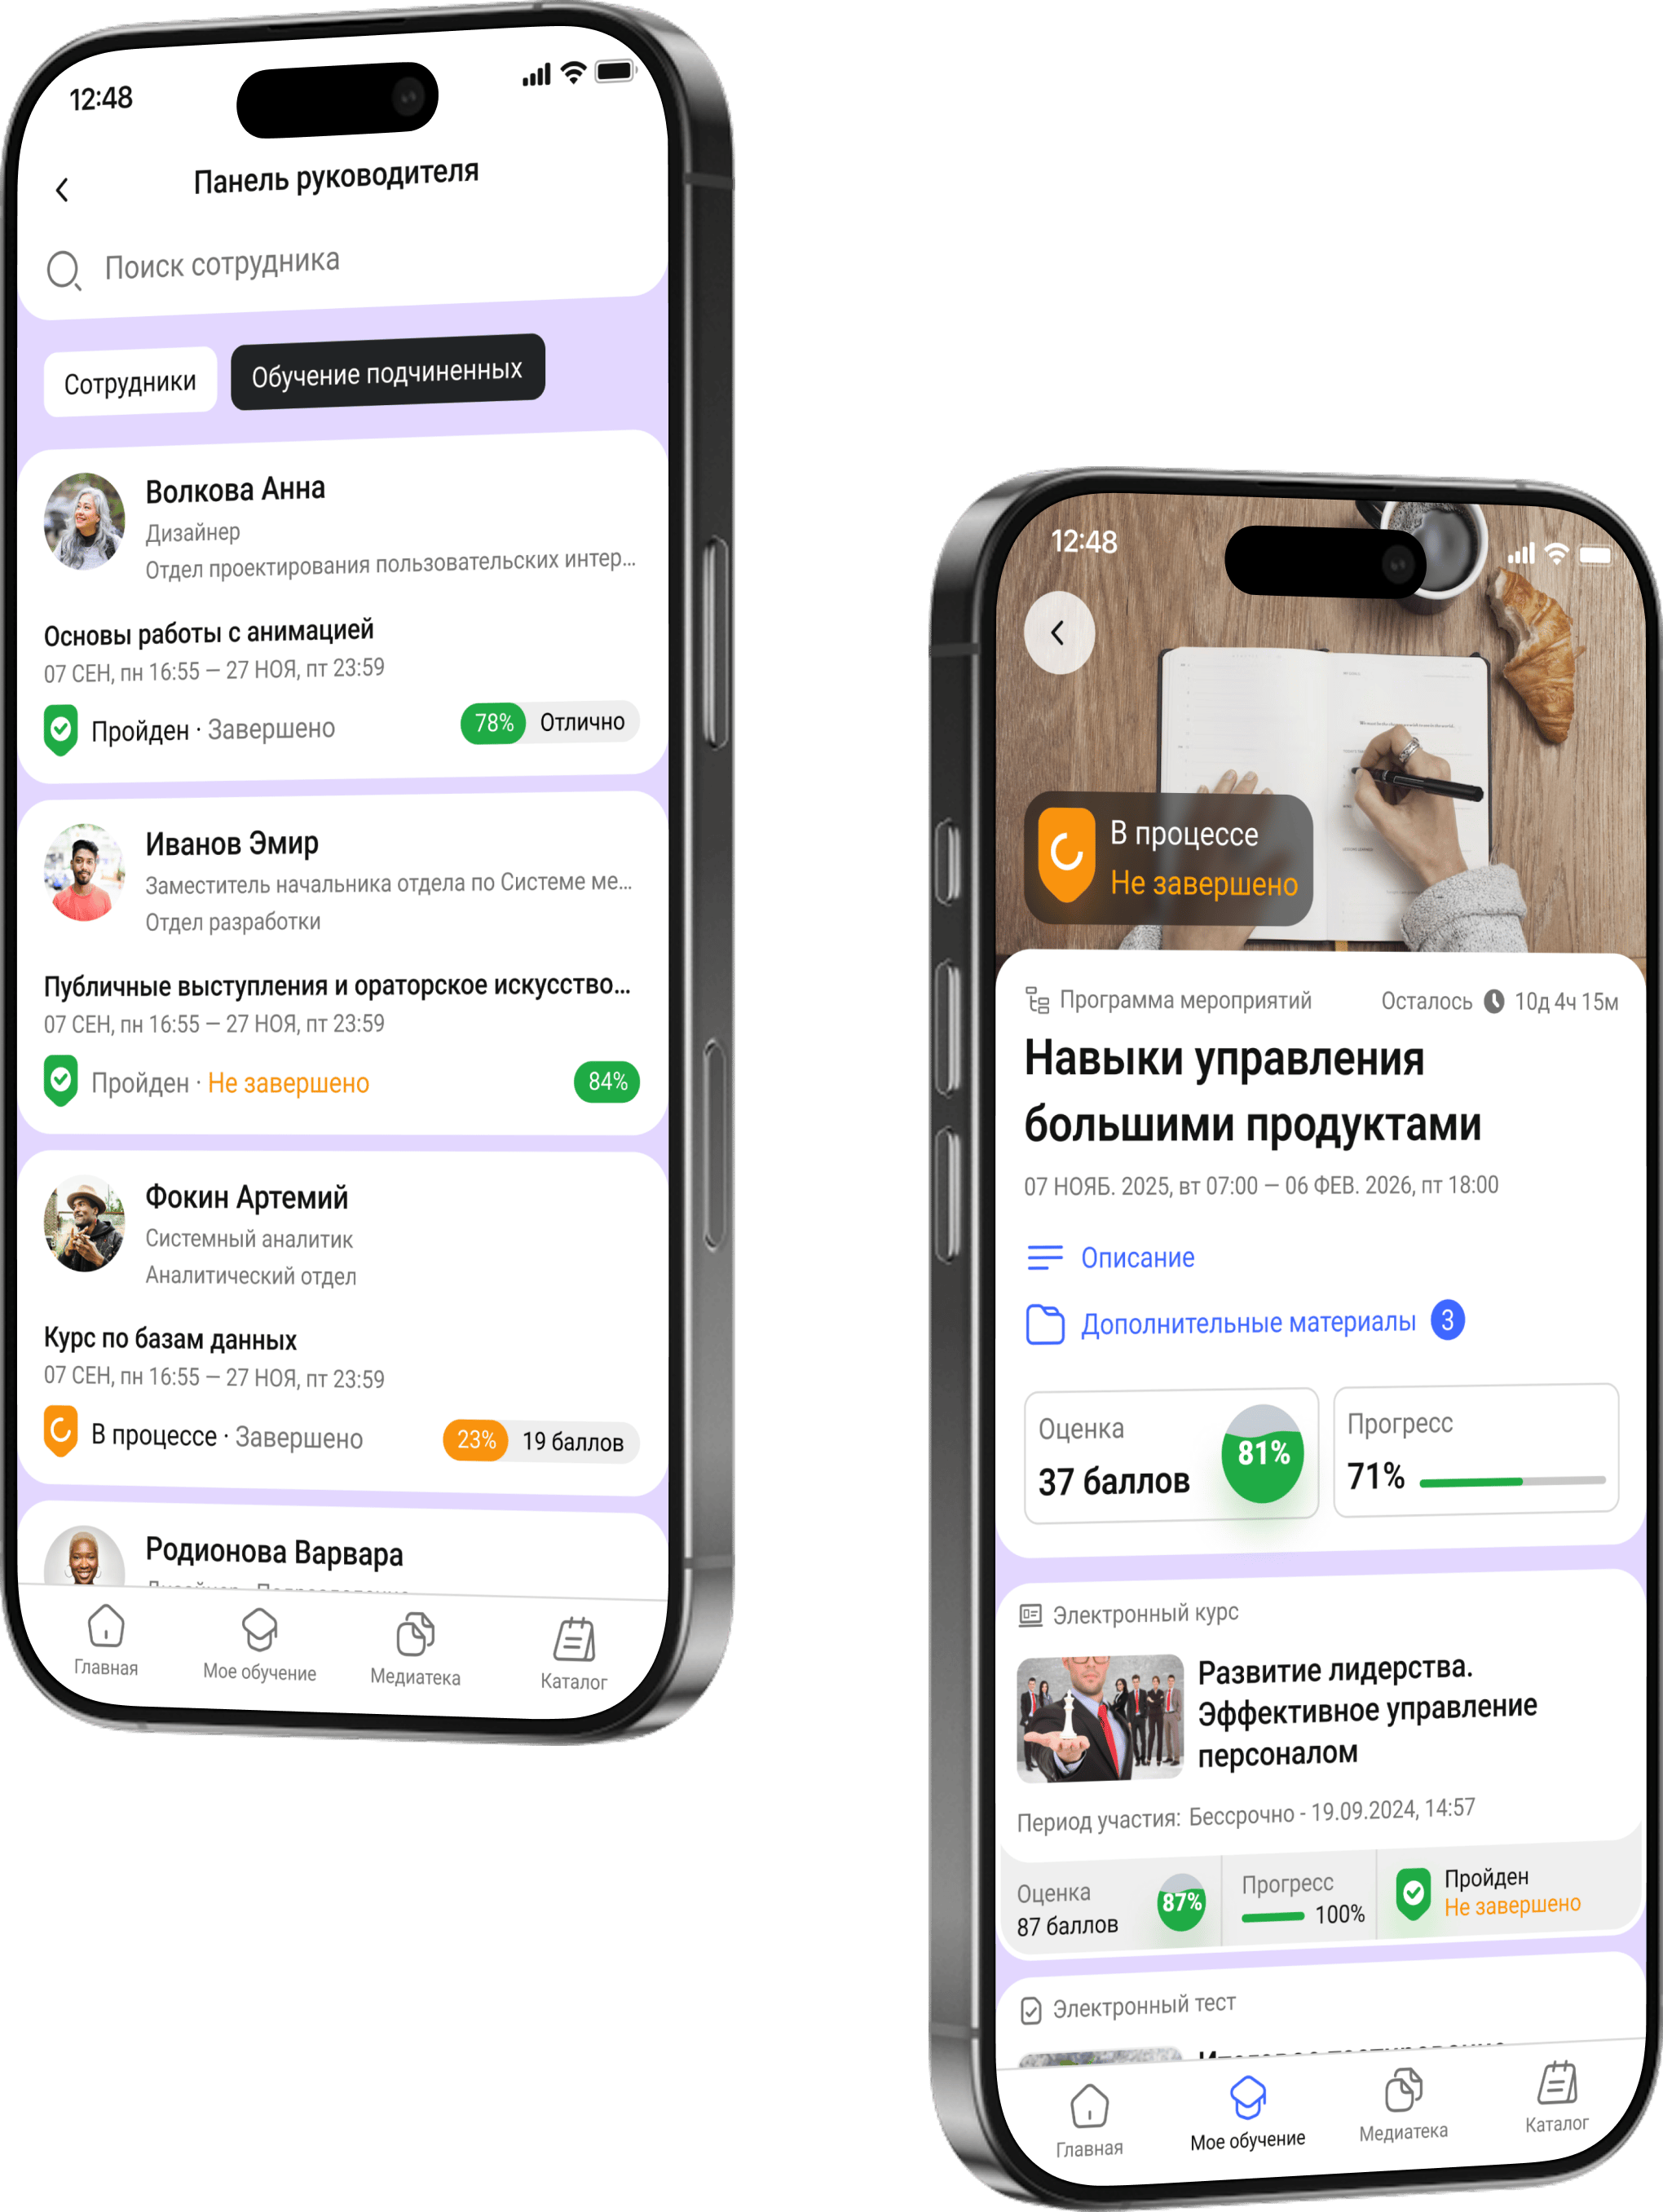 12:48
Панель руководителя
Поиск сотрудника
Сотрудники
Обучение подчиненных
Волкова Анна
Дизайнер
Отдел проектирования пользовательских интер...
Основы работы с анимацией
07 СЕН, пн 16:55 — 27 НОЯ, пт 23:59
Пройден · Завершено
78% Отлично
Иванов Эмир
Заместитель начальника отдела по Системе ме...
Отдел разработки
Публичные выступления и ораторское искусство...
07 СЕН, пн 16:55 — 27 НОЯ, пт 23:59
Пройден · Не завершено
84%
Фокин Артемий
Системный аналитик
Аналитический отдел
Курс по базам данных
07 СЕН, пн 16:55 — 27 НОЯ, пт 23:59
В процессе · Завершено
23% 19 баллов
Родионова Варвара
Главная
Мое обучение
Медиатека
Каталог
12:48
В процессе
Не завершено
Программа мероприятий
Осталось 10д 4ч 15м
Навыки управления
большими продуктами
07 НОЯБ. 2025, вт 07:00 — 06 ФЕВ. 2026, пт 18:00
Описание
Дополнительные материалы 3
Оценка
37 баллов
81%
Прогресс
71%
Электронный курс
Развитие лидерства.
Эффективное управление
персоналом
Период участия: Бессрочно - 19.09.2024, 14:57
Оценка
87 баллов
87%
Прогресс
100%
Пройден
Не завершено
Электронный тест
Главная
Мое обучение
Медиатека
Каталог